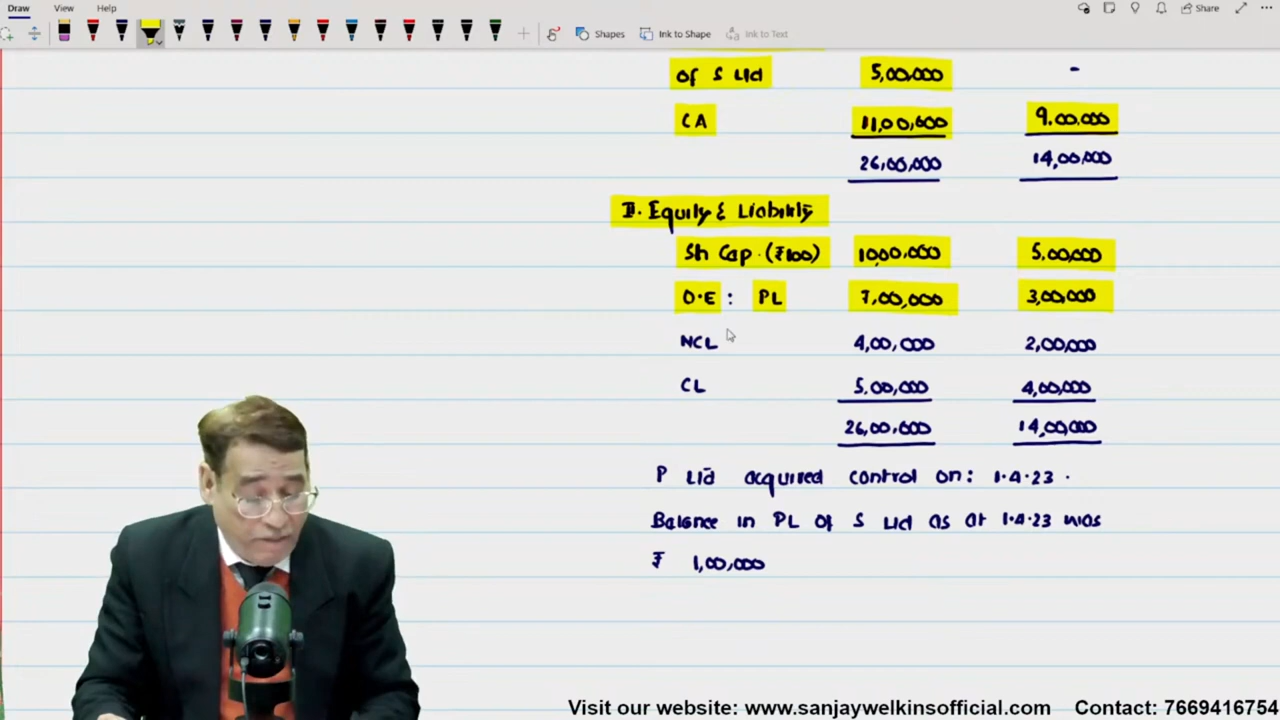 Draw View Help Share
Shapes Ink to Shape Ink to Text
of S Ltd 5,00,000 -
CA 11,00,000 9,00,000
26,00,000 14,00,000
II. Equity & Liability
Sh Cap. (₹100) 10,00,000 5,00,000
O.E : PL 7,00,000 3,00,000
NCL 4,00,000 2,00,000
CL 5,00,000 4,00,000
26,00,000 14,00,000
P Ltd acquired control on: 1.4.23.
Balance in PL of S Ltd as at 1.4.23 was
₹ 1,00,000
Visit our website: www.sanjaywelkinsofficial.com Contact: 7669416754